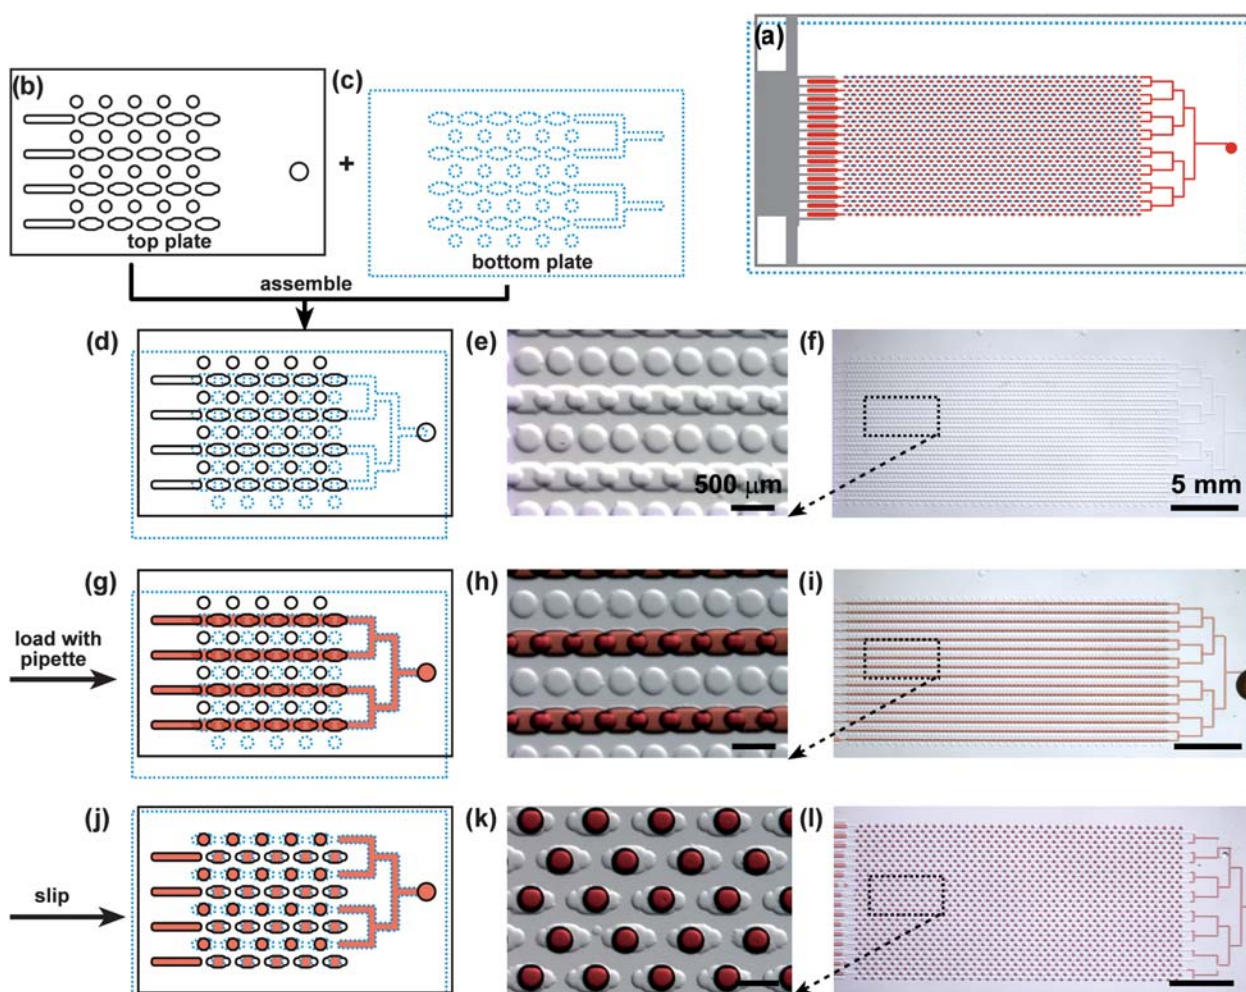 (a)
(b)
(c)
+
top plate
bottom plate
assemble
(d)
(e)
(f)
500 µm
5 mm
(g)
(h)
(i)
load with
pipette
(j)
(k)
(l)
slip